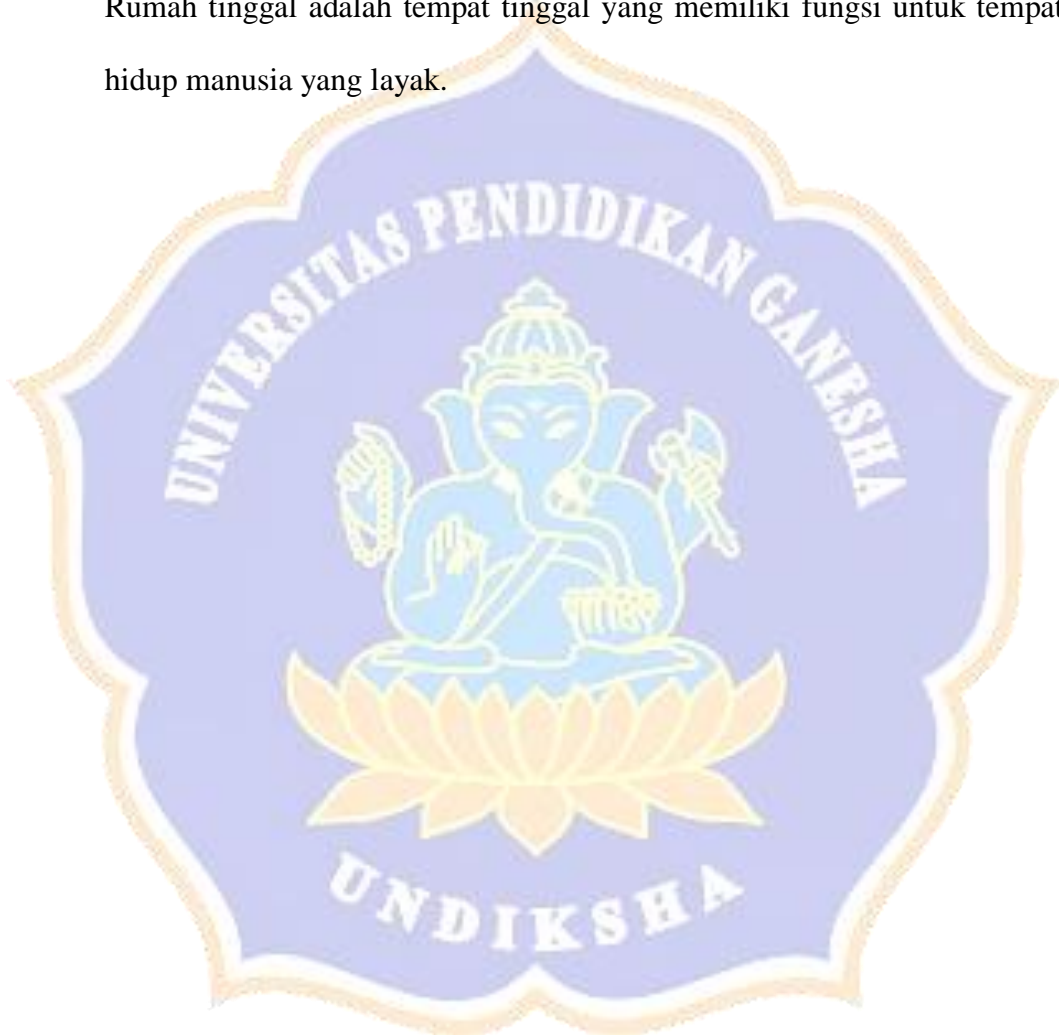 Rumah tinggal adalah tempat tinggal yang memiliki fungsi untuk tempat
hidup manusia yang layak.
UNIVERSITAS PENDIDIKAN GANESHA
UNDIKSHA